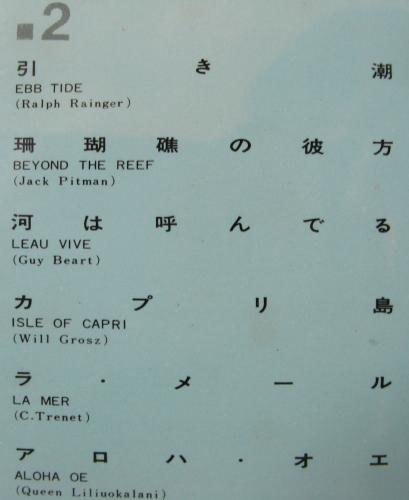 ■2
引き潮
EBB TIDE
(Ralph Rainger)
珊瑚礁の彼方
BEYOND THE REEF
(Jack Pitman)
河は呼んでる
LEAU VIVE
(Guy Beart)
カプリ島
ISLE OF CAPRI
(Will Grosz)
ラ・メール
LA MER
(C.Trenet)
アロハ・オエ
ALOHA OE
(Queen Liliuokalani)